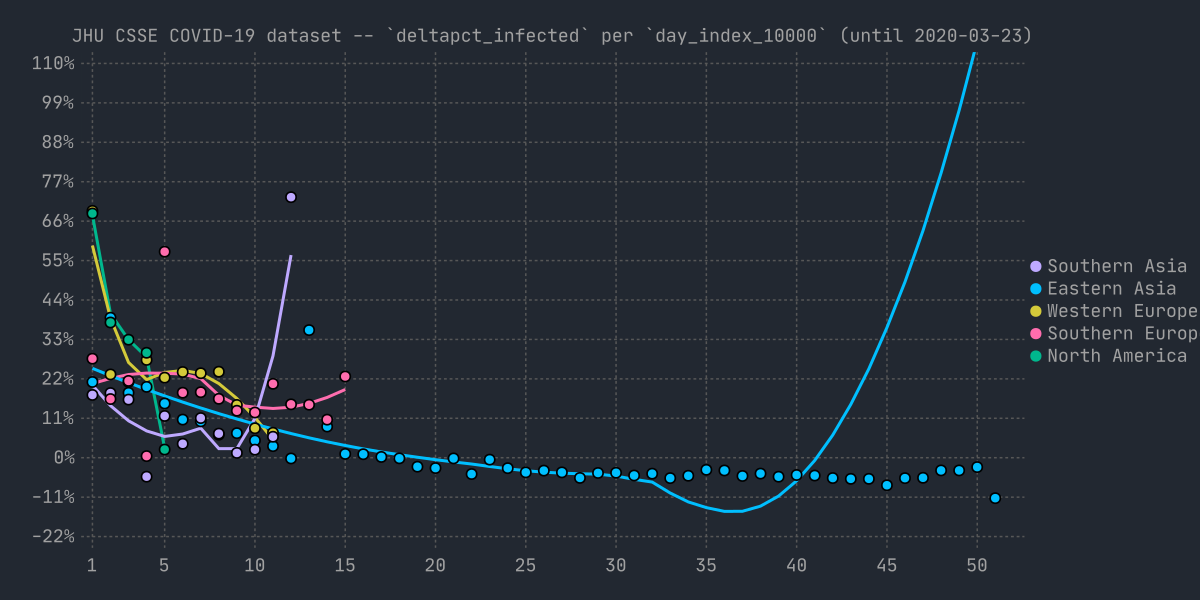 JHU CSSE COVID-19 dataset -- `deltapct_infected` per `day_index_10000` (until 2020-03-23)
110%
99%
88%
77%
66%
55%
44%
33%
22%
11%
0%
-11%
-22%
1 5 10 15 20 25 30 35 40 45 50
Southern Asia
Eastern Asia
Western Europe
Southern Europ
North America